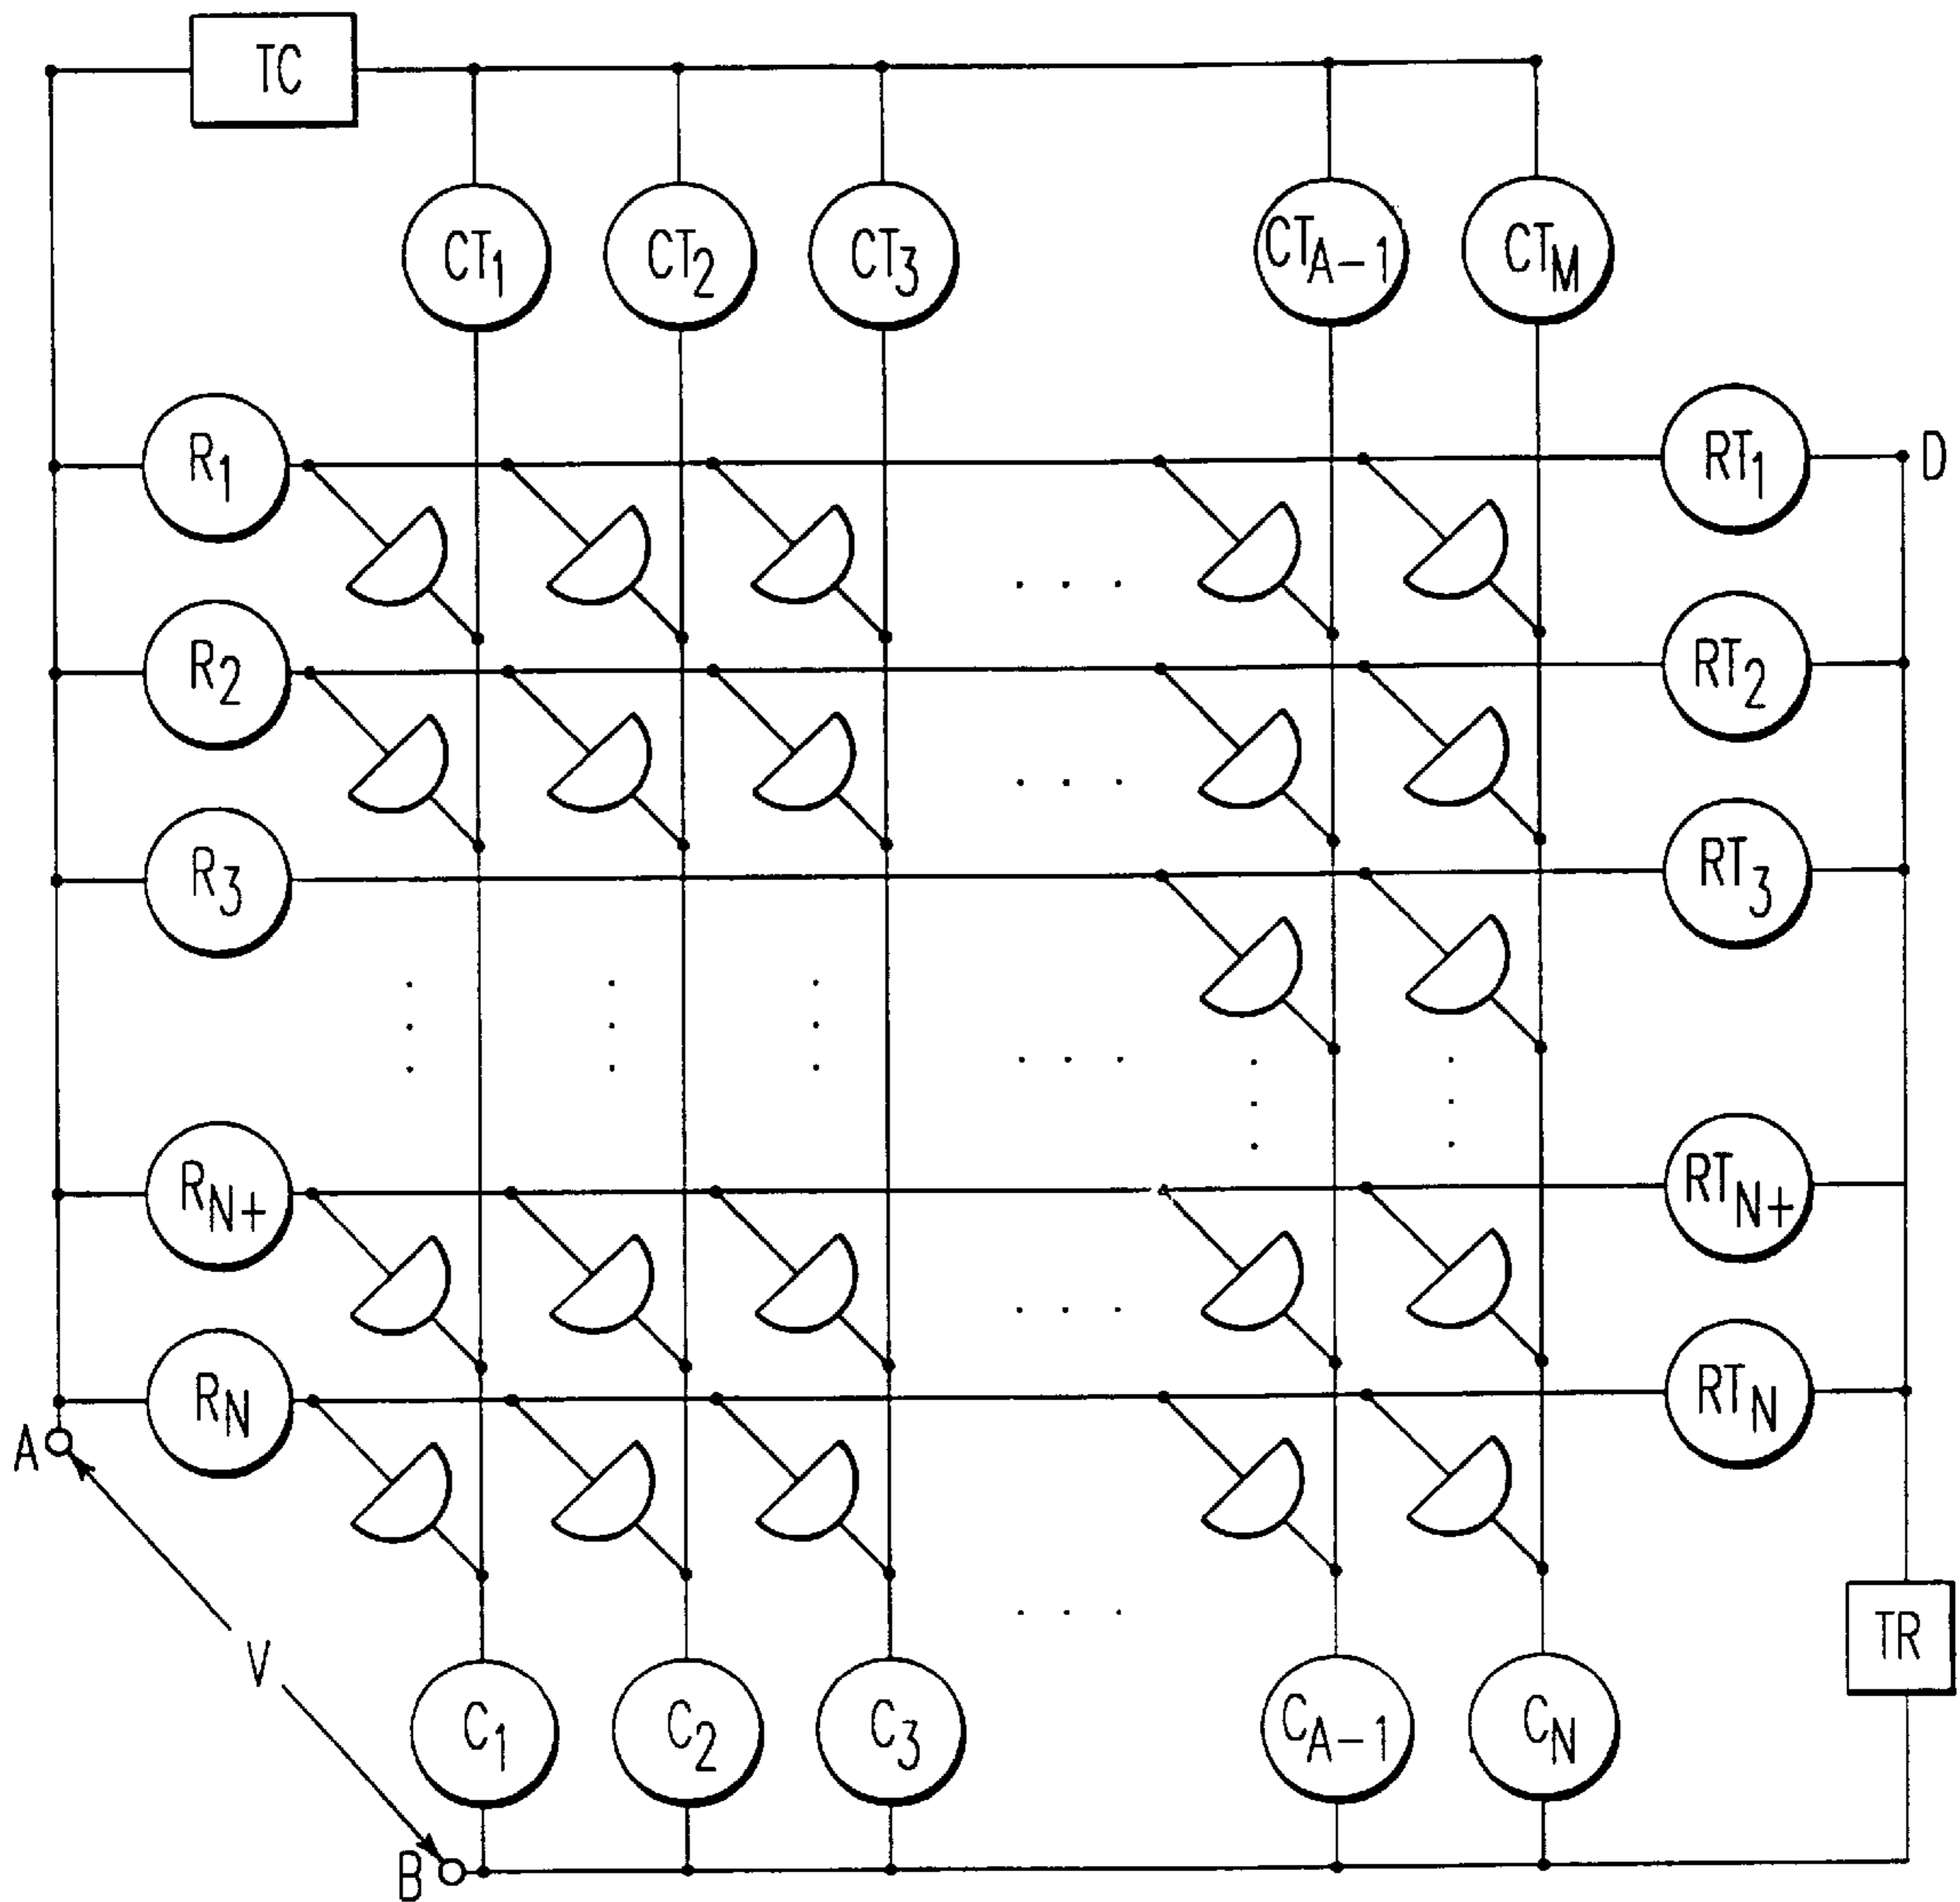 TC
CT1 CT2 CT3 CTA-1 CTM
R1 RT1 D
R2 RT2
R3 RT3
RN+ RTN+
RN RTN
A
V
TR
C1 C2 C3 CA-1 CN
B